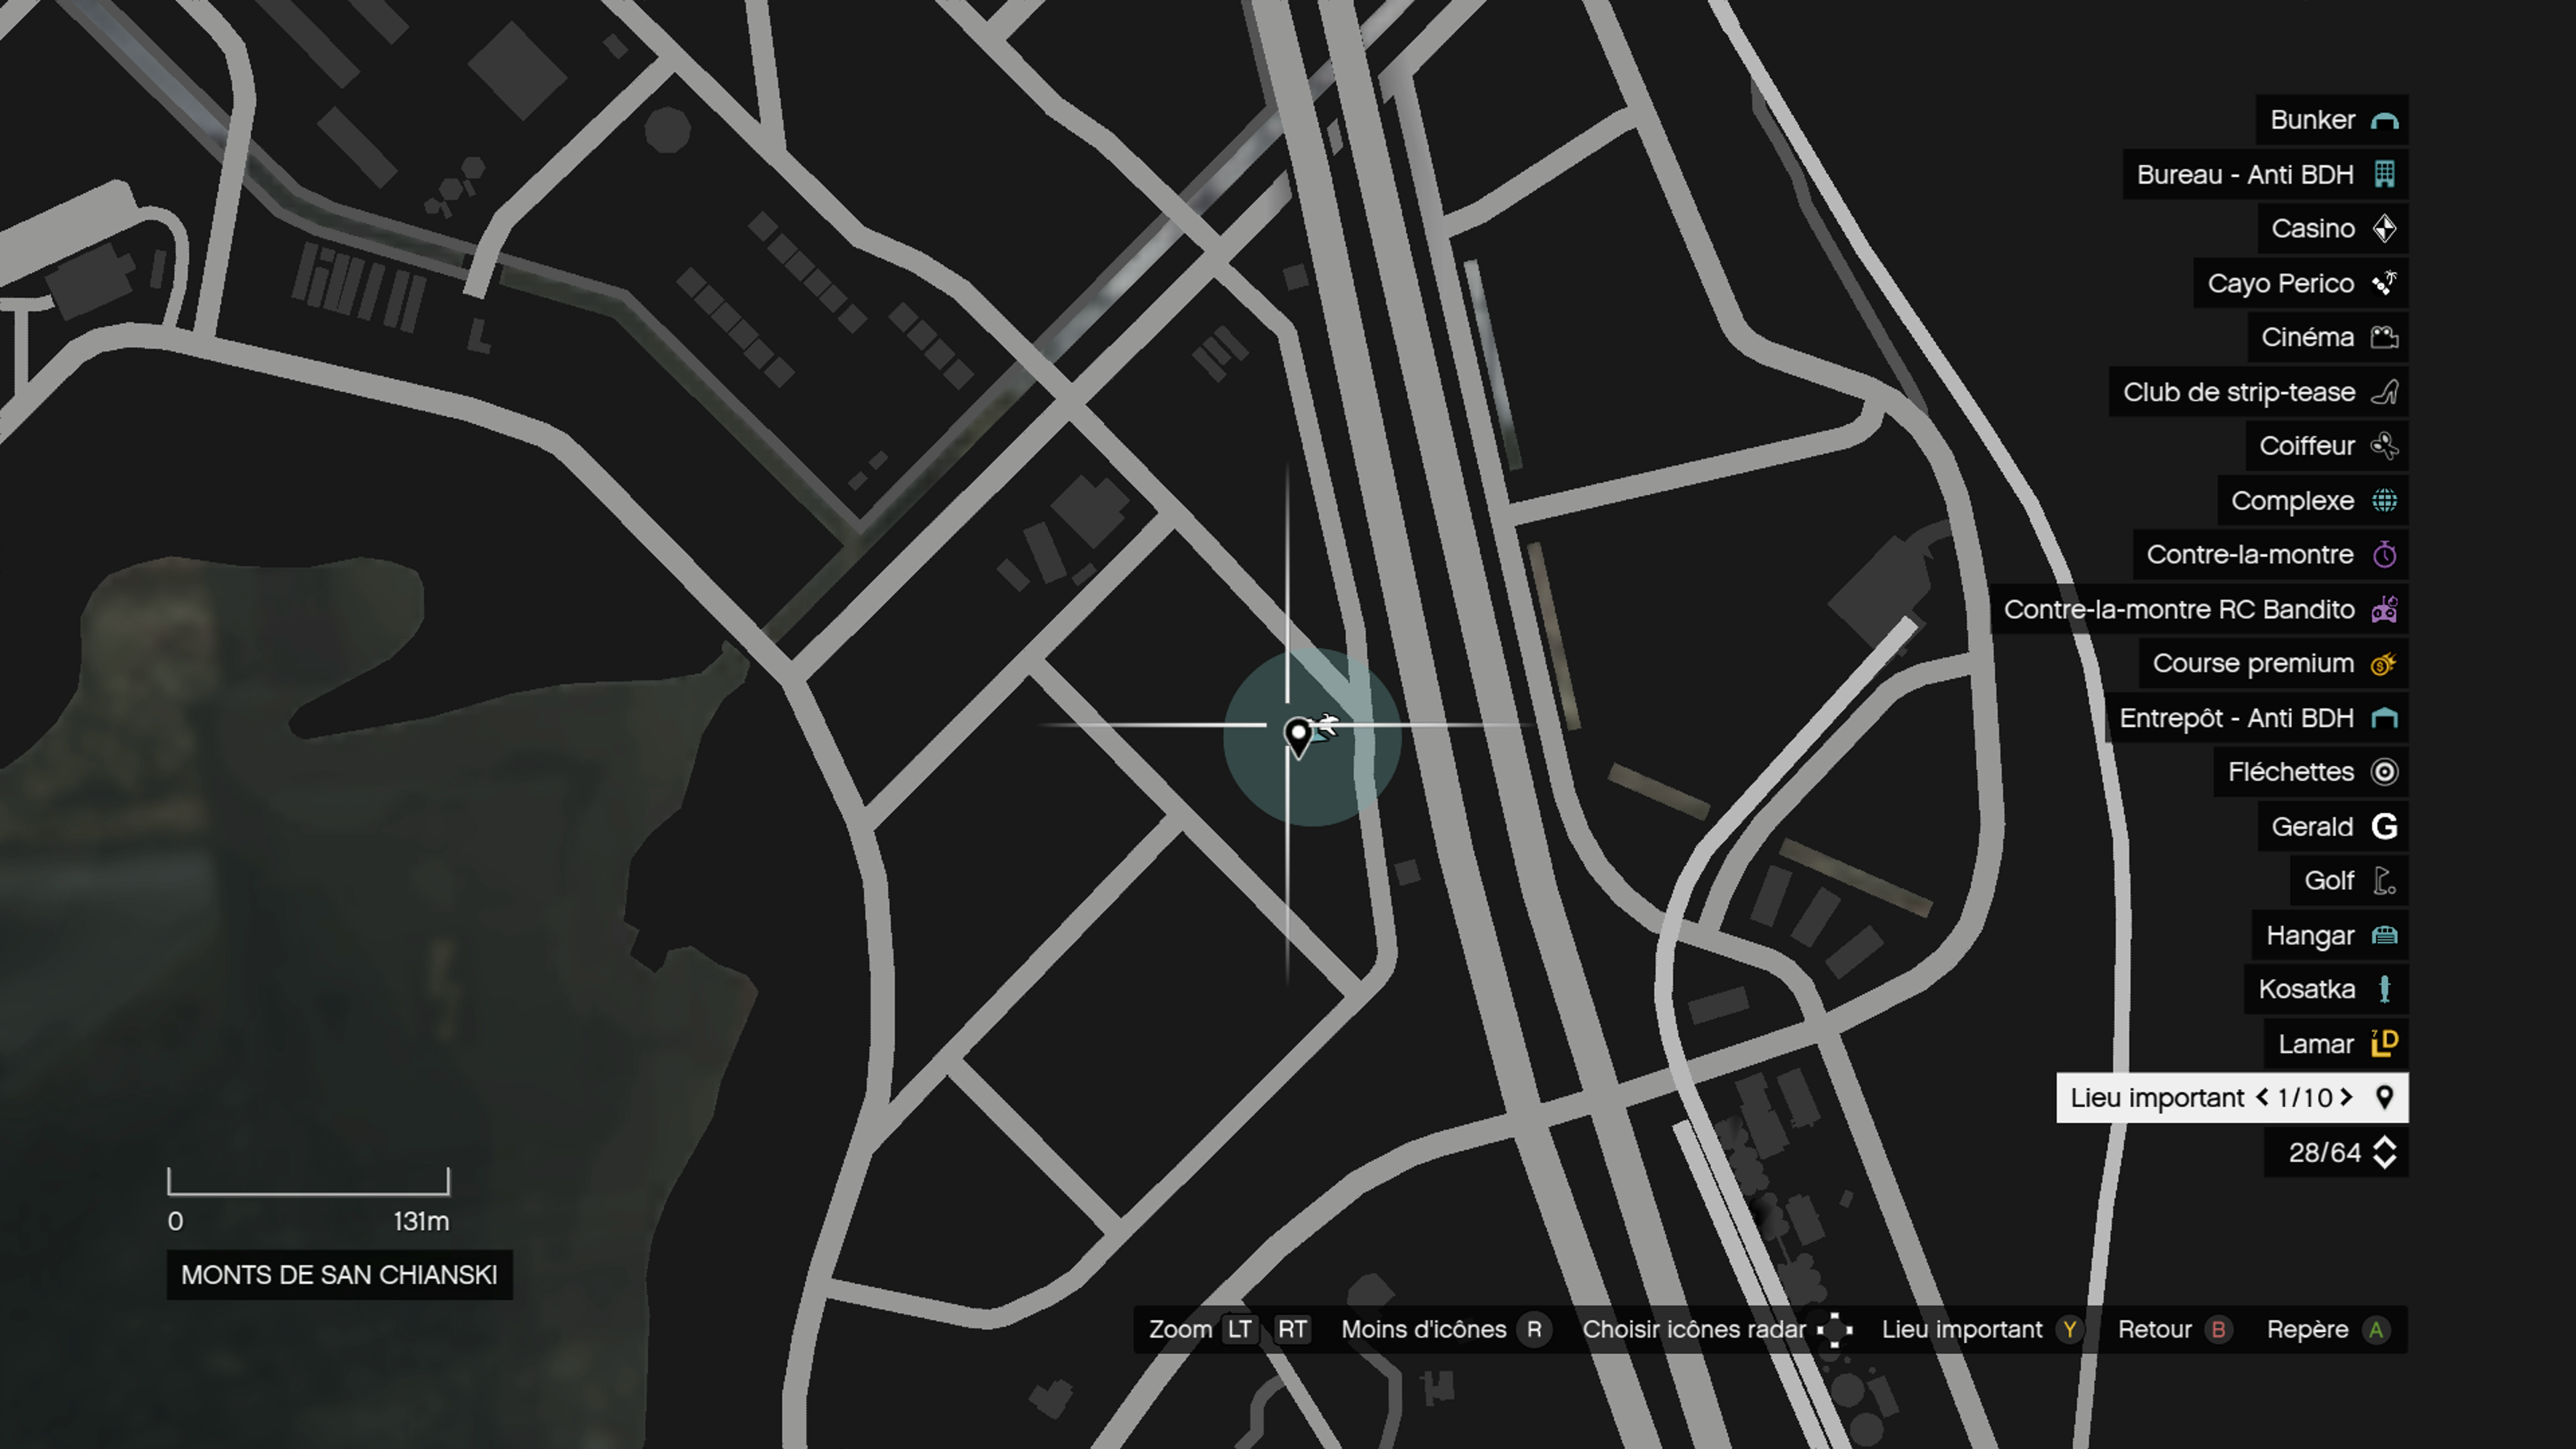 Bunker
Bureau - Anti BDH
Casino
Cayo Perico
Cinéma
Club de strip-tease
Coiffeur
Complexe
Contre-la-montre
Contre-la-montre RC Bandito
Course premium
Entrepôt - Anti BDH
Fléchettes
Gerald G
Golf
Hangar
Kosatka
Lamar LD
Lieu important < 1/10 >
28/64
0 131m
MONTS DE SAN CHIANSKI
Zoom LT RT Moins d'icônes R Choisir icônes radar Lieu important Y Retour B Repère A